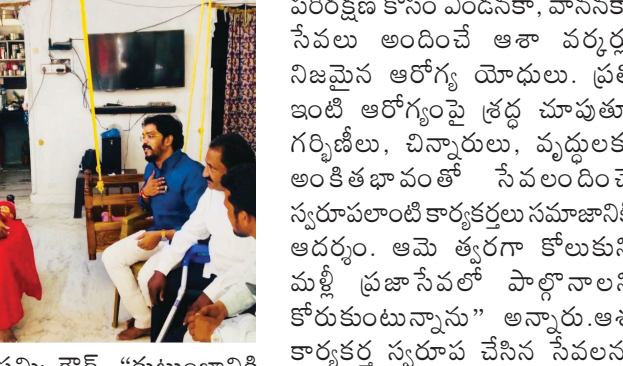 పరిరక్షణ కోసం ఎండనకా, వాననకా
సేవలు అందించే ఆశా వర్కర్లు
నిజమైన ఆరోగ్య యోధులు. ప్రతి
ఇంటి ఆరోగ్యంపై శ్రద్ధ చూపుతూ
గర్భిణీలు, చిన్నారులు, వృద్ధులకు
అంకితభావంతో సేవలందించే
స్వరూపలాంటి కార్యకర్తలు సమాజానికి
ఆదర్శం. ఆమె త్వరగా కోలుకుని
మళ్లీ ప్రజాసేవలో పాల్గొనాలని
కోరుకుంటున్నాను” అన్నారు.ఆశా
కార్యకర్త స్వరూప చేసిన సేవలను